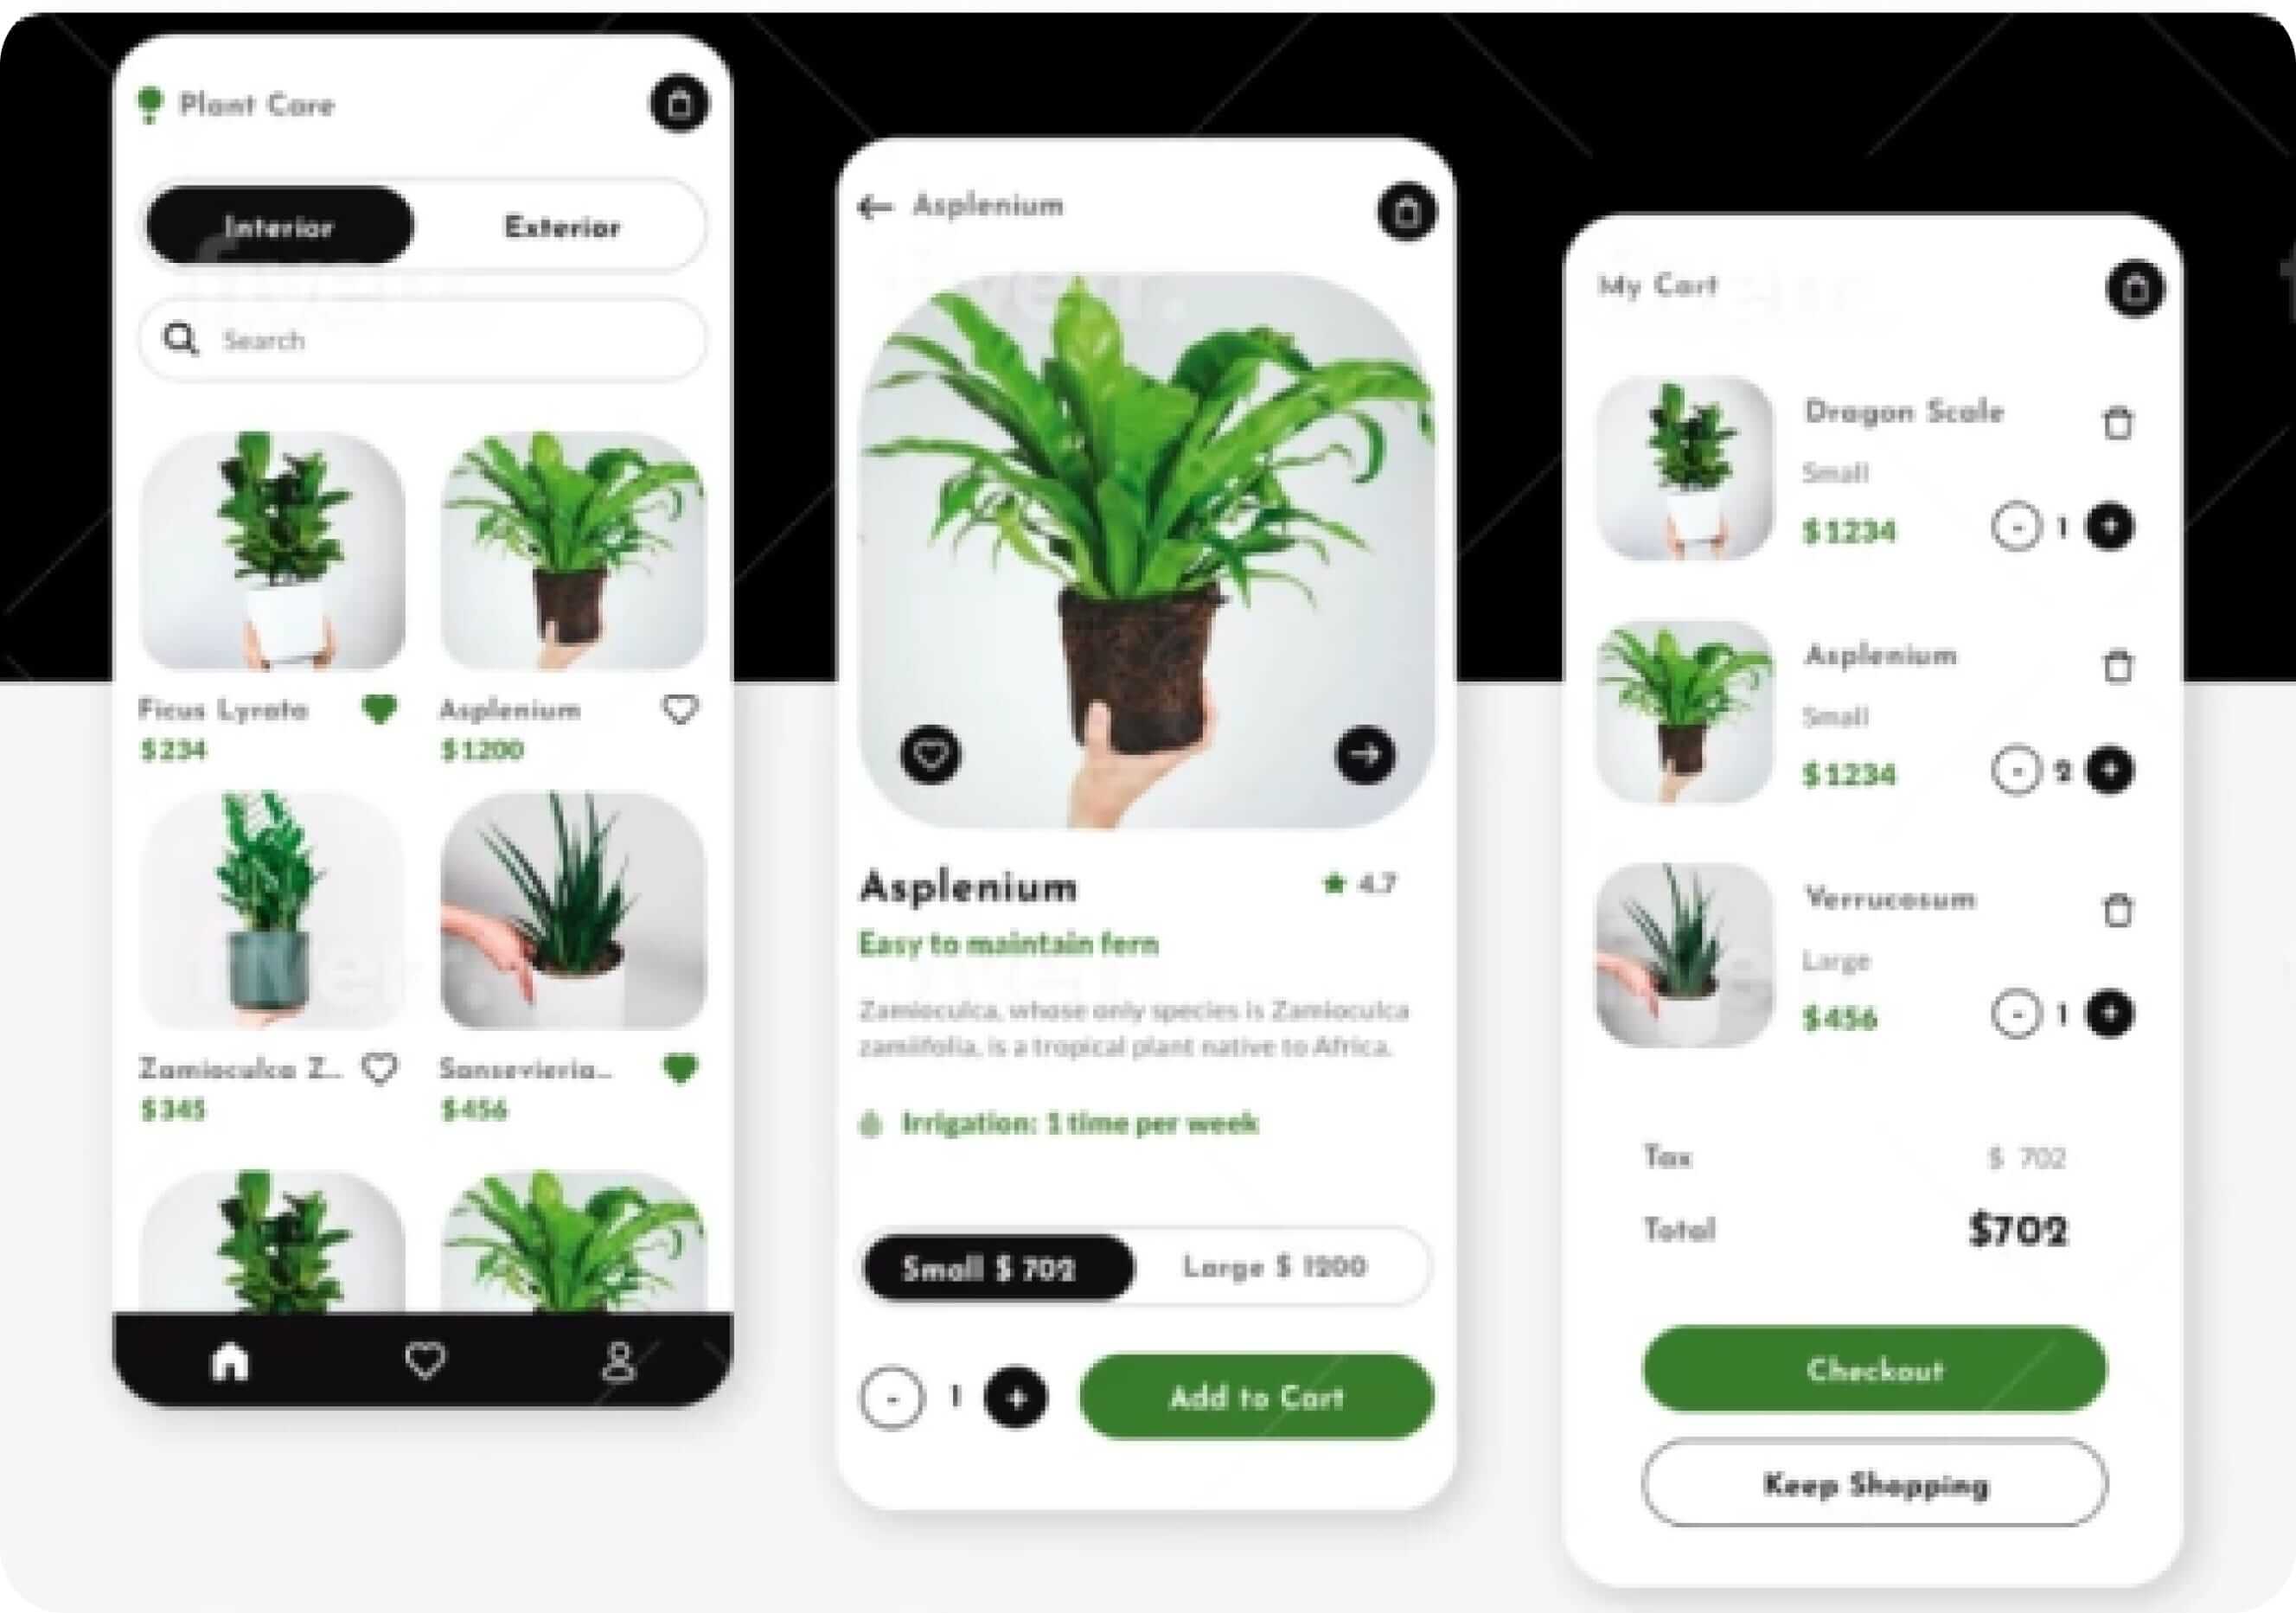 Plant Care
Interior
Exterior
Search
Ficus Lyrata
$234
Asplenium
$1200
Zamioculca Z...
$345
Sansevieria...
$456
Asplenium
Asplenium
4.7
Easy to maintain fern
Zamioculca, whose only species is Zamioculca
zamiifolia, is a tropical plant native to Africa.
Irrigation: 1 time per week
Small $ 702
Large $ 1200
-
1
+
Add to Cart
My Cart
Dragon Scale
Small
$1234
-
1
+
Asplenium
Small
$1234
-
2
+
Verrucosum
Large
$456
-
1
+
Tax
$ 702
Total
$702
Checkout
Keep Shopping